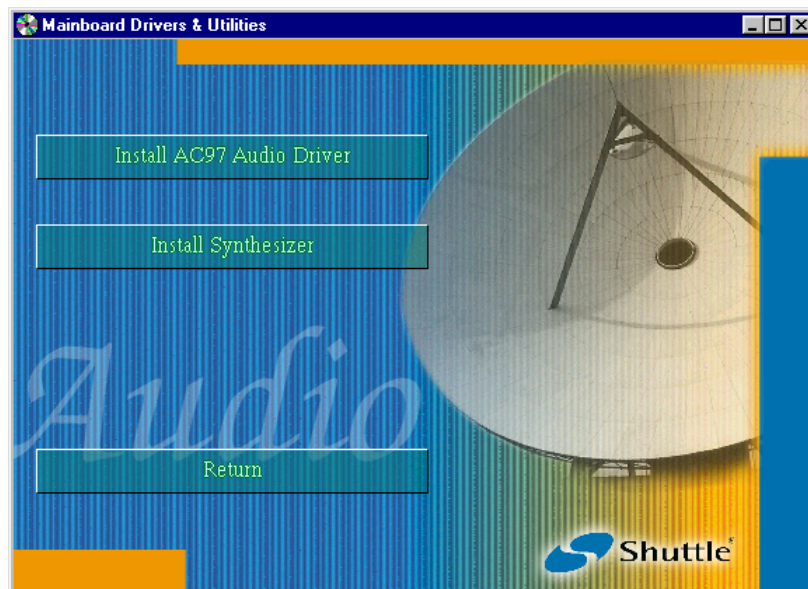 Mainboard Drivers & Utilities
Install AC97 Audio Driver
Install Synthesizer
Audio
Return
Shuttle